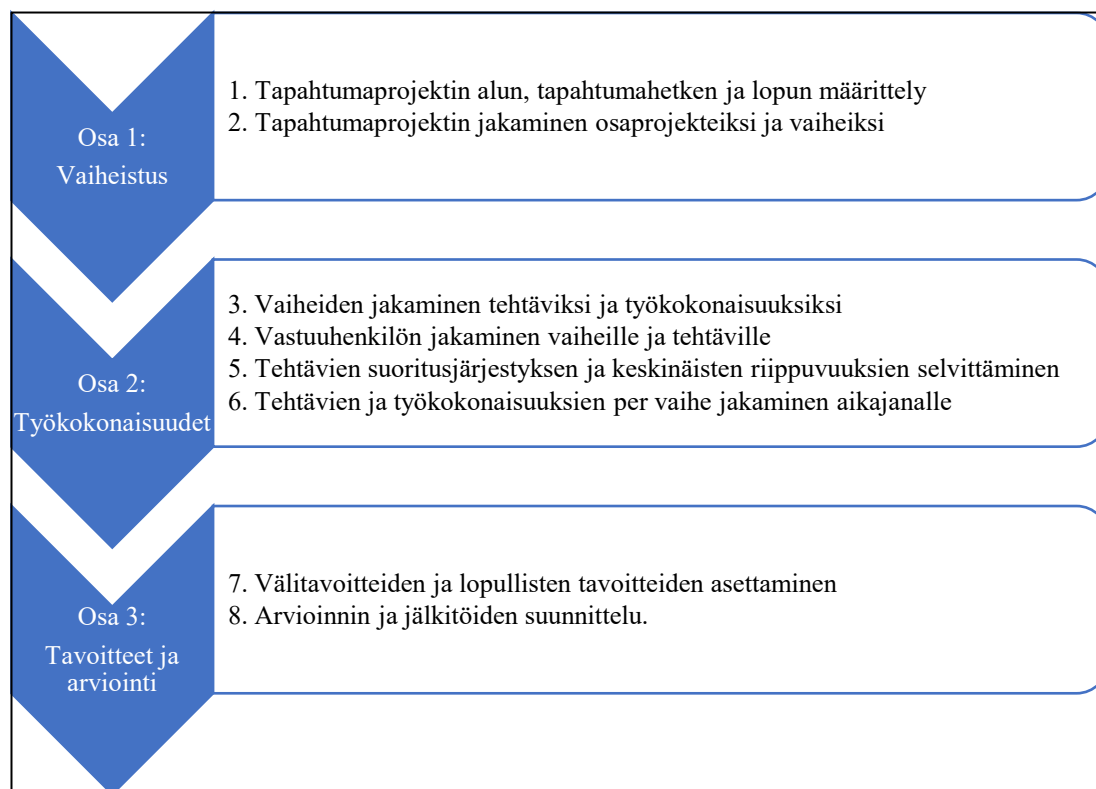 Osa 1:
Vaiheistus
1. Tapahtumaprojektin alun, tapahtumahetken ja lopun määrittely
2. Tapahtumaprojektin jakaminen osaprojekteiksi ja vaiheiksi
Osa 2:
Työkokonaisuudet
3. Vaiheiden jakaminen tehtäviksi ja työkokonaisuuksiksi
4. Vastuuhenkilön jakaminen vaiheille ja tehtäville
5. Tehtävien suoritusjärjestyksen ja keskinäisten riippuvuuksien selvittäminen
6. Tehtävien ja työkokonaisuuksien per vaihe jakaminen aikajanalle
Osa 3:
Tavoitteet ja
arviointi
7. Välitavoitteiden ja lopullisten tavoitteiden asettaminen
8. Arvioinnin ja jälkitöiden suunnittelu.